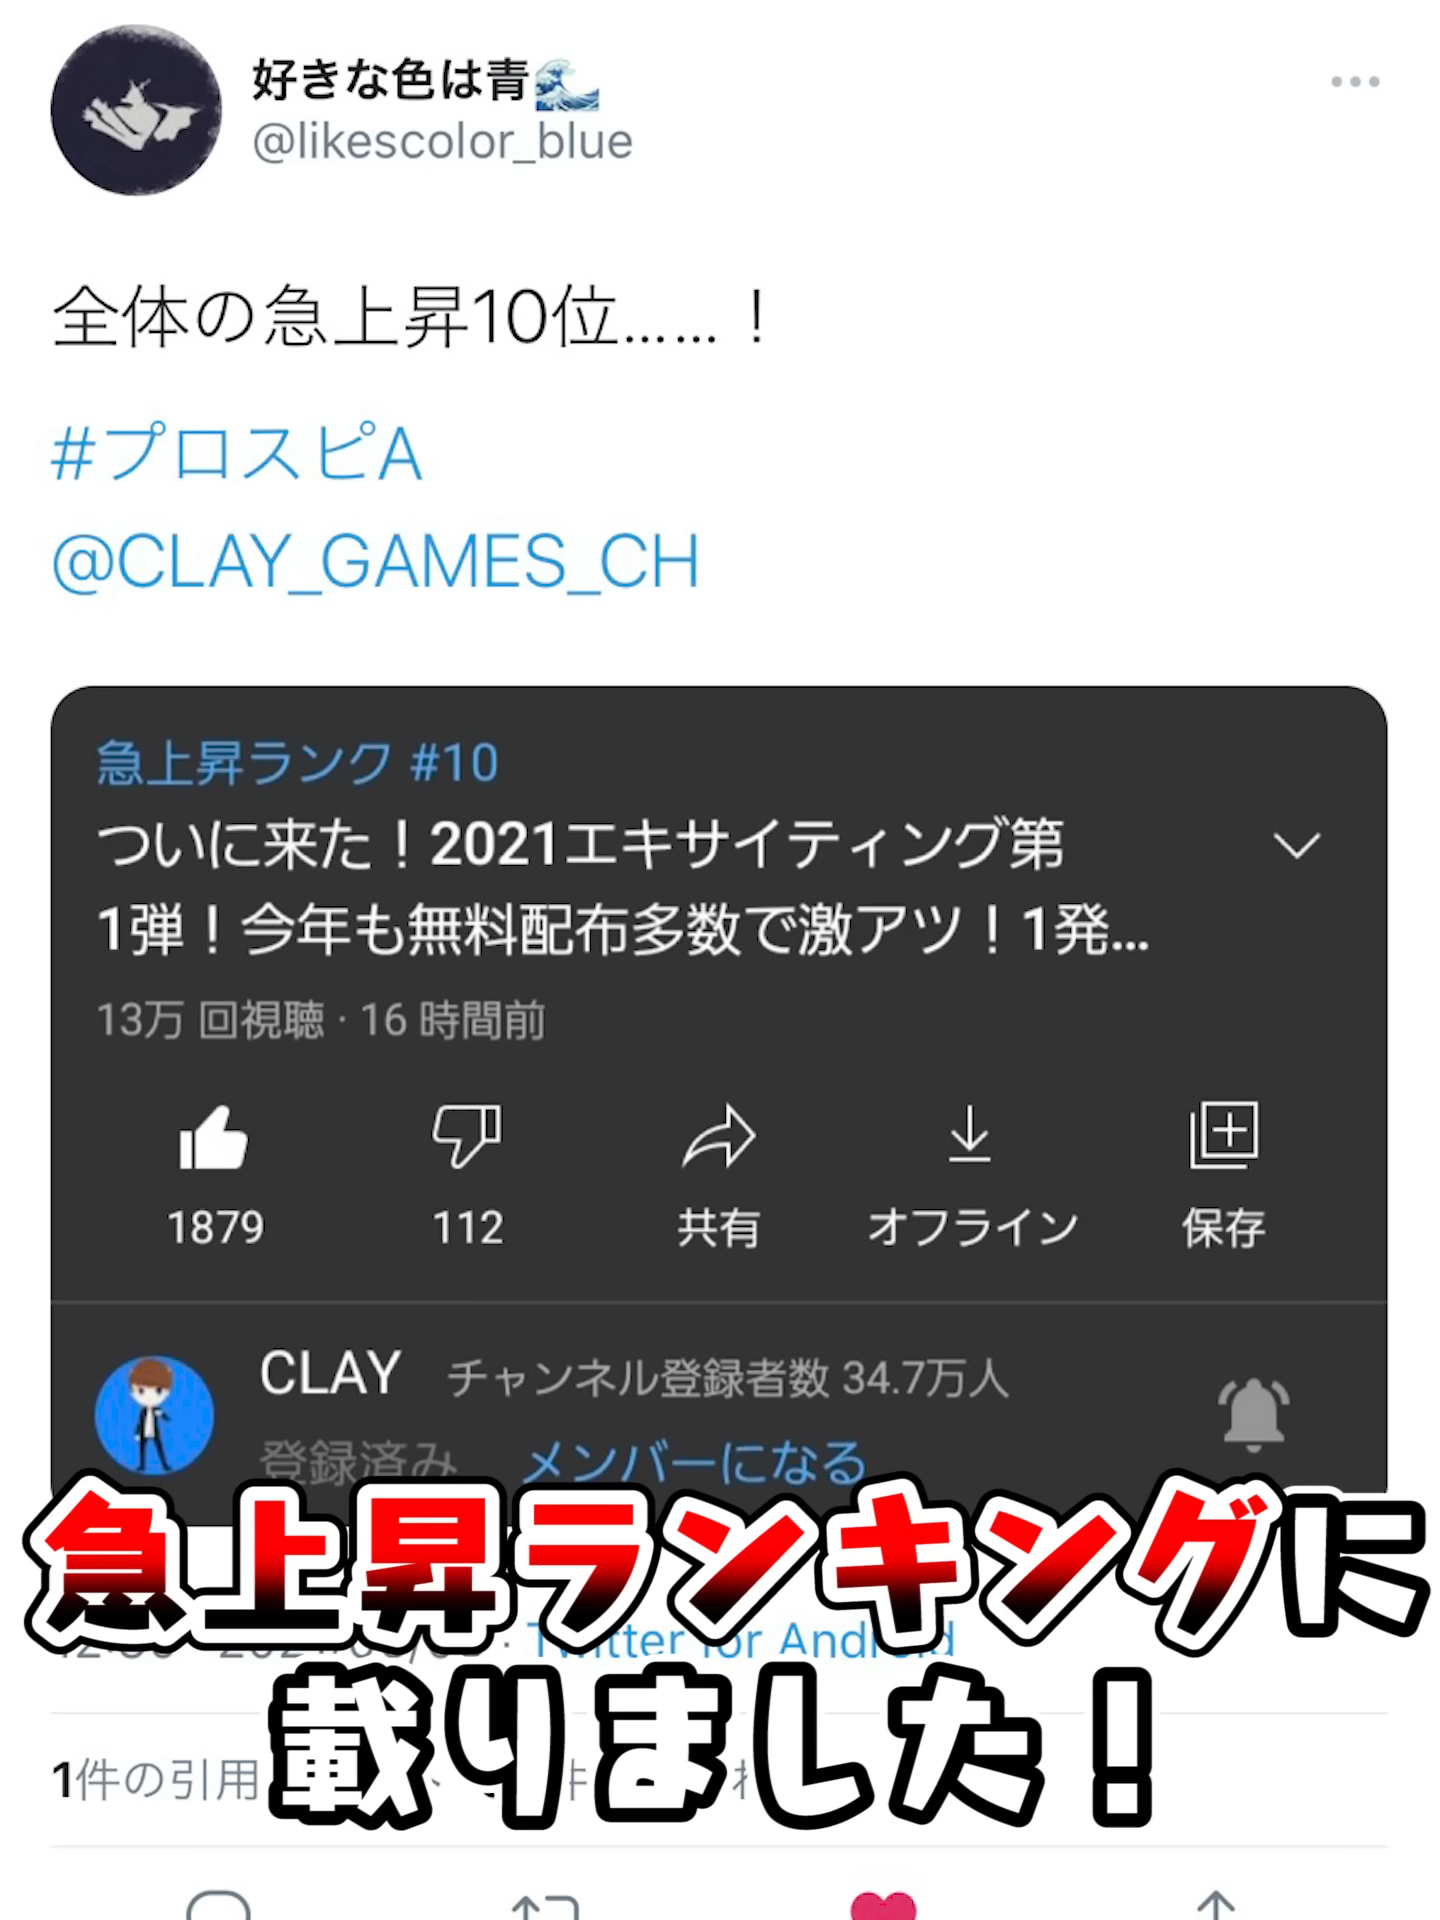 好きな色は青🌊
@likescolor_blue
全体の急上昇10位……！
#プロスピA
@CLAY_GAMES_CH
急上昇ランク #10
ついに来た！2021エキサイティング第
1弾！今年も無料配布多数で激アツ！1発...
13万 回視聴・16 時間前
1879 112 共有 オフライン 保存
CLAY チャンネル登録者数 34.7万人
登録済み メンバーになる
急上昇ランキングに
Twitter for Android
載りました！
1件の引用